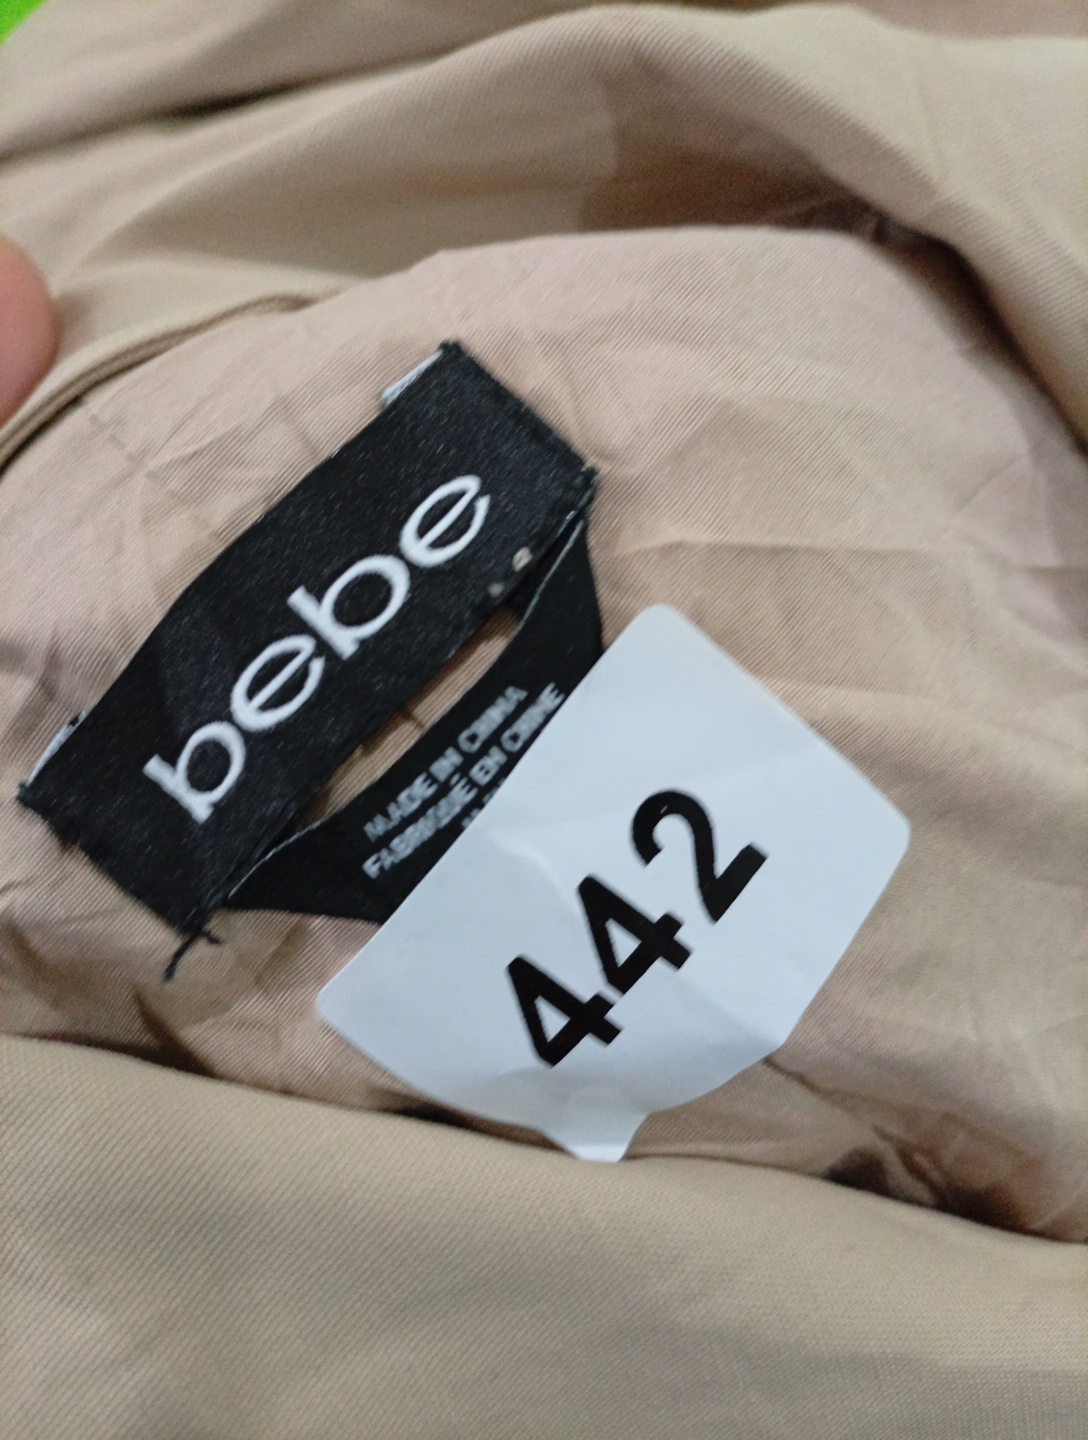 bebe
MADE IN CHINA
FABRIQUÉ EN CHINE
442